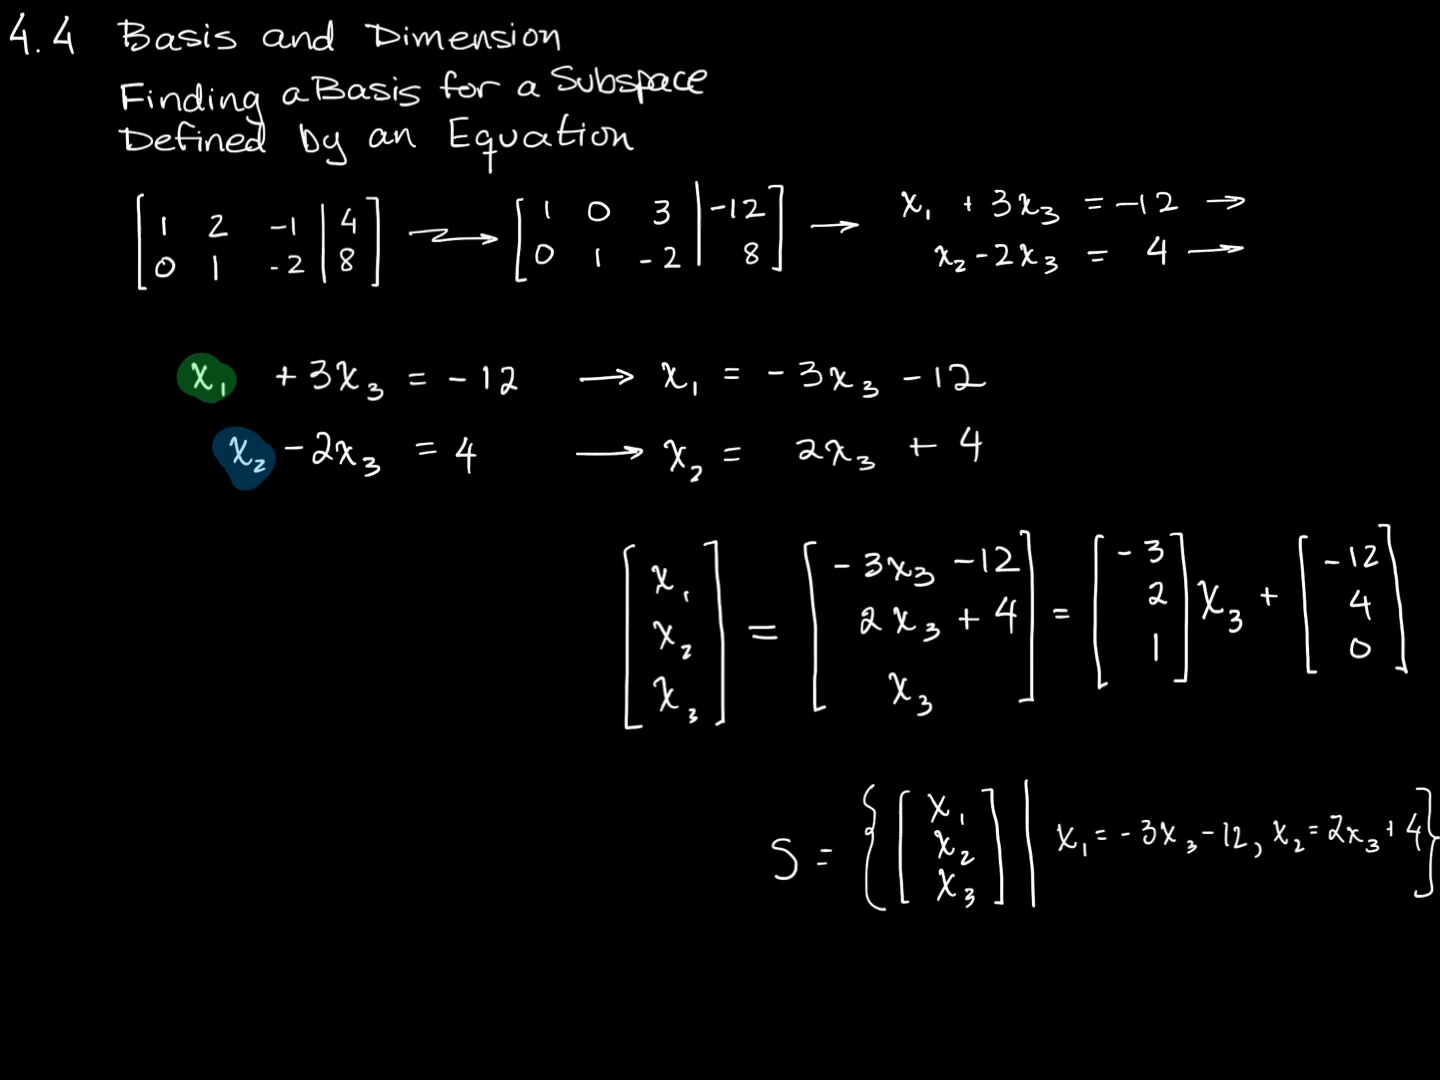 4.4 Basis and Dimension
Finding a Basis for a Subspace
Defined by an Equation
[1 2 -1 | 4] → [1 0 3 | -12] → x₁ + 3x₃ = -12 →
[0 1 -2 | 8] [0 1 -2 | 8] x₂ - 2x₃ = 4 →
x₁ + 3x₃ = -12 → x₁ = -3x₃ - 12
x₂ - 2x₃ = 4 → x₂ = 2x₃ + 4
[x₁] [-3x₃ - 12] [-3] [-12]
[x₂] = [2x₃ + 4] = [2] x₃ + [4]
[x₃] [x₃] [1] [0]
S = { [x₁ x₂ x₃] | x₁ = -3x₃ - 12, x₂ = 2x₃ + 4 }